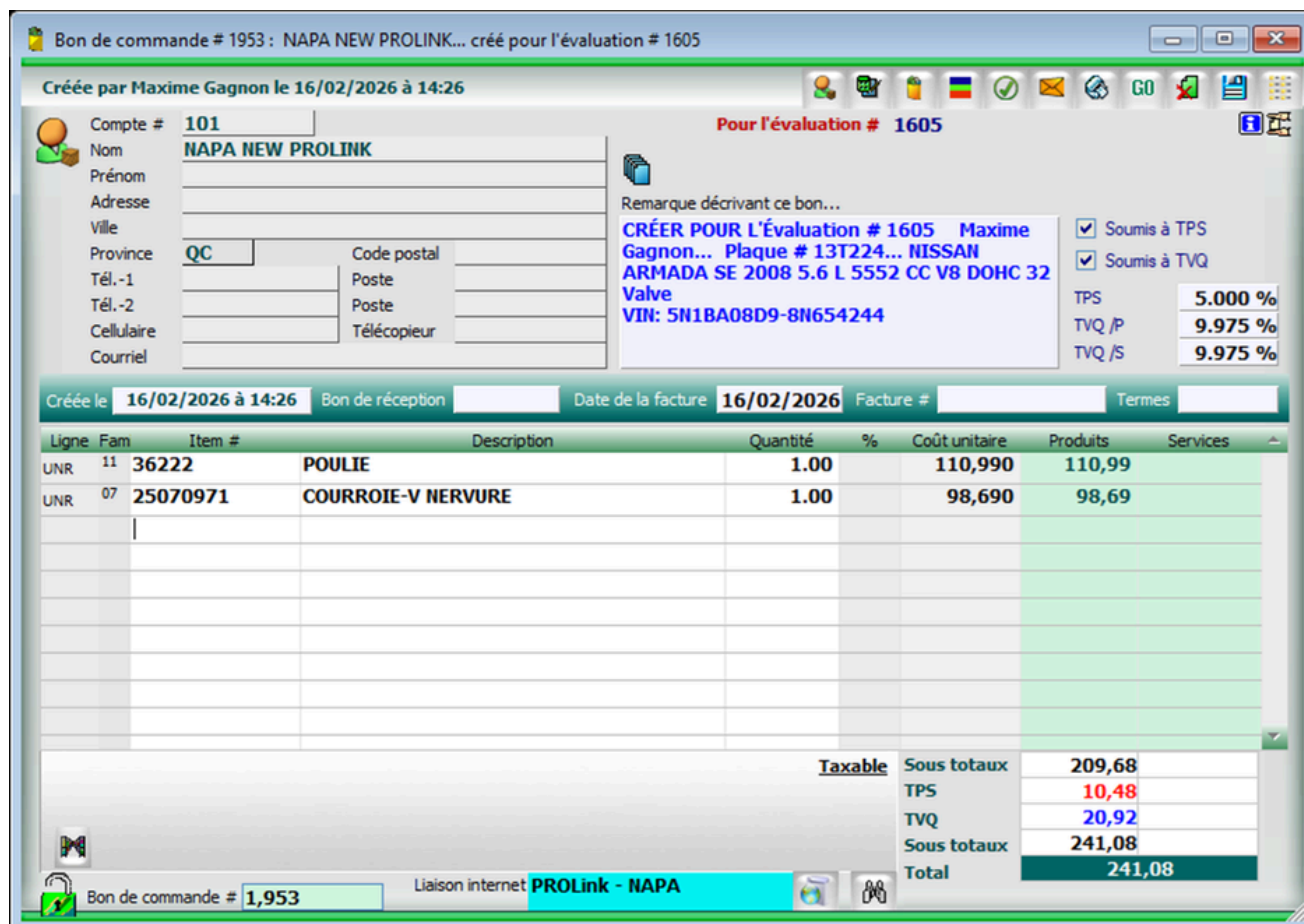 Bon de commande # 1953 : NAPA NEW PROLINK... créé pour l'évaluation # 1605
Créée par Maxime Gagnon le 16/02/2026 à 14:26
GO
Compte # 101
Pour l'évaluation # 1605
Nom NAPA NEW PROLINK
Prénom
Adresse
Ville
Province QC Code postal
Tél.-1 Poste
Tél.-2 Poste
Cellulaire Télécopieur
Courriel
Remarque décrivant ce bon...
CRÉER POUR L'Évaluation # 1605 Maxime
Gagnon... Plaque # 13T224... NISSAN
ARMADA SE 2008 5.6 L 5552 CC V8 DOHC 32
Valve
VIN: 5N1BA08D9-8N654244
Soumis à TPS
Soumis à TVQ
TPS 5.000 %
TVQ /P 9.975 %
TVQ /S 9.975 %
Créée le 16/02/2026 à 14:26 Bon de réception Date de la facture 16/02/2026 Facture # Termes
Ligne Fam Item # Description Quantité % Coût unitaire Produits Services
UNR 11 36222 POULIE 1.00 110,990 110,99
UNR 07 25070971 COURROIE-V NERVURE 1.00 98,690 98,69
Taxable Sous totaux 209,68
TPS 10,48
TVQ 20,92
Sous totaux 241,08
Total 241,08
Bon de commande # 1,953 Liaison internet PROLink - NAPA